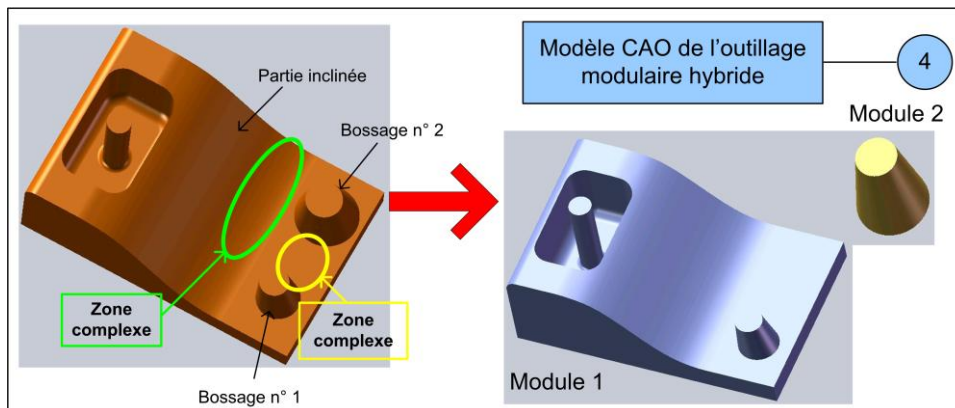 Partie inclinée
Bossage n° 2
Zone
complexe
Zone
complexe
Bossage n° 1
Modèle CAO de l'outillage
modulaire hybride
4
Module 2
Module 1